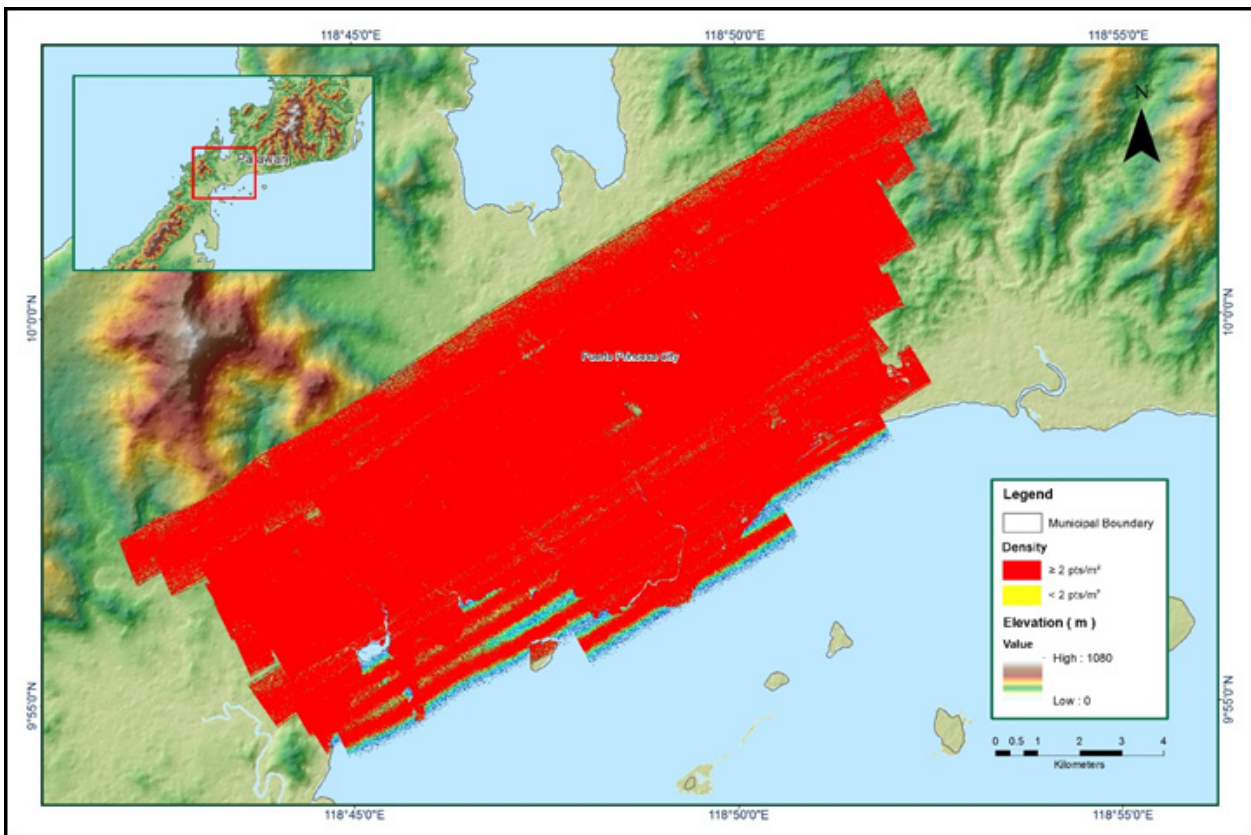 118°45'0"E
118°50'0"E
118°55'0"E
N
Palawan
10°0'0"N
10°0'0"N
Puerto Princesa City
Legend
Municipal Boundary
Density
≥ 2 pts/m²
< 2 pts/m²
Elevation ( m )
Value
High : 1080
Low : 0
9°55'0"N
9°55'0"N
0 0.5 1 2 3 4
Kilometers
118°45'0"E
118°50'0"E
118°55'0"E